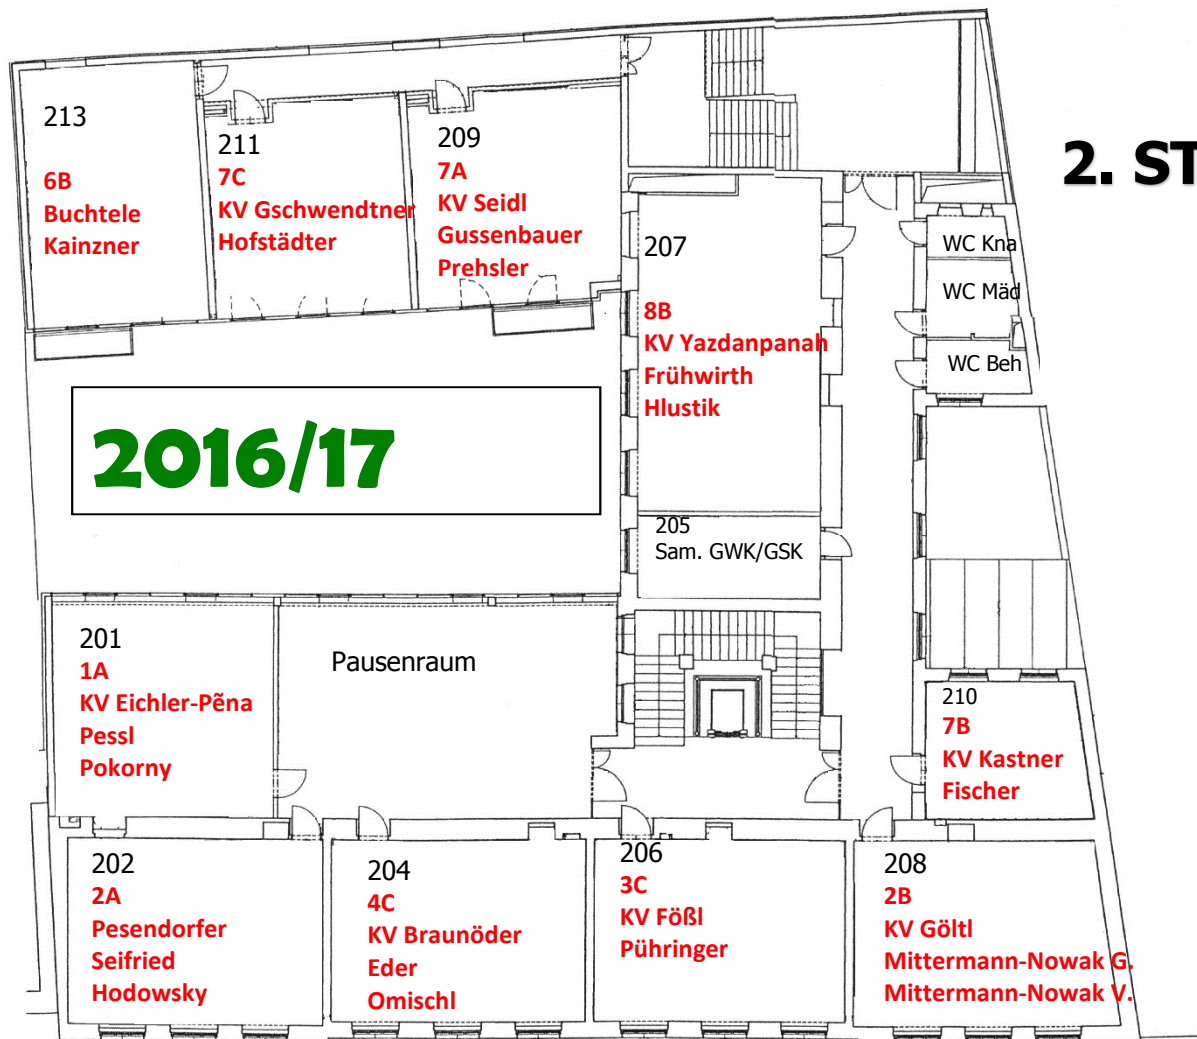 2. ST
213
6B
Buchtele
Kainzner
211
7C
KV Gschwendtner
Hofstädter
209
7A
KV Seidl
Gussenbauer
Prehsler
207
8B
KV Yazdanpanah
Frühwirth
Hlustik
WC Kna
WC Mäd
WC Beh
2016/17
205
Sam. GWK/GSK
201
1A
KV Eichler-Pẽna
Pessl
Pokorny
Pausenraum
210
7B
KV Kastner
Fischer
202
2A
Pesendorfer
Seifried
Hodowsky
204
4C
KV Braunöder
Eder
Omischl
206
3C
KV Fößl
Pühringer
208
2B
KV Göltl
Mittermann-Nowak G.
Mittermann-Nowak V.